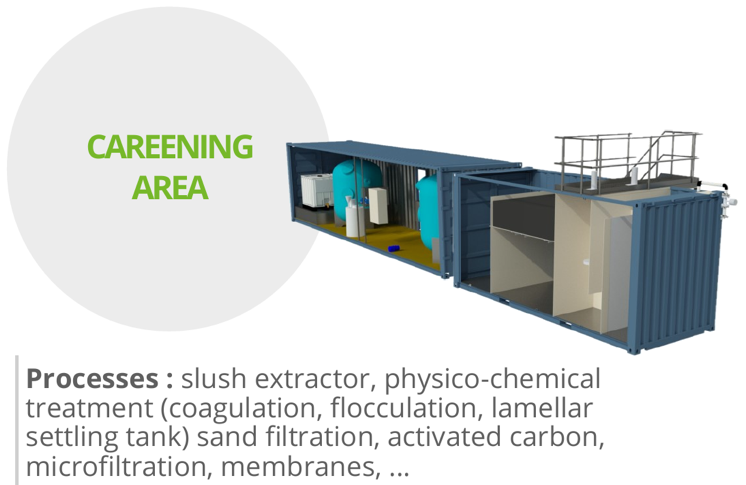 CAREENING
AREA
Processes : slush extractor, physico-chemical
treatment (coagulation, flocculation, lamellar
settling tank) sand filtration, activated carbon,
microfiltration, membranes, ...